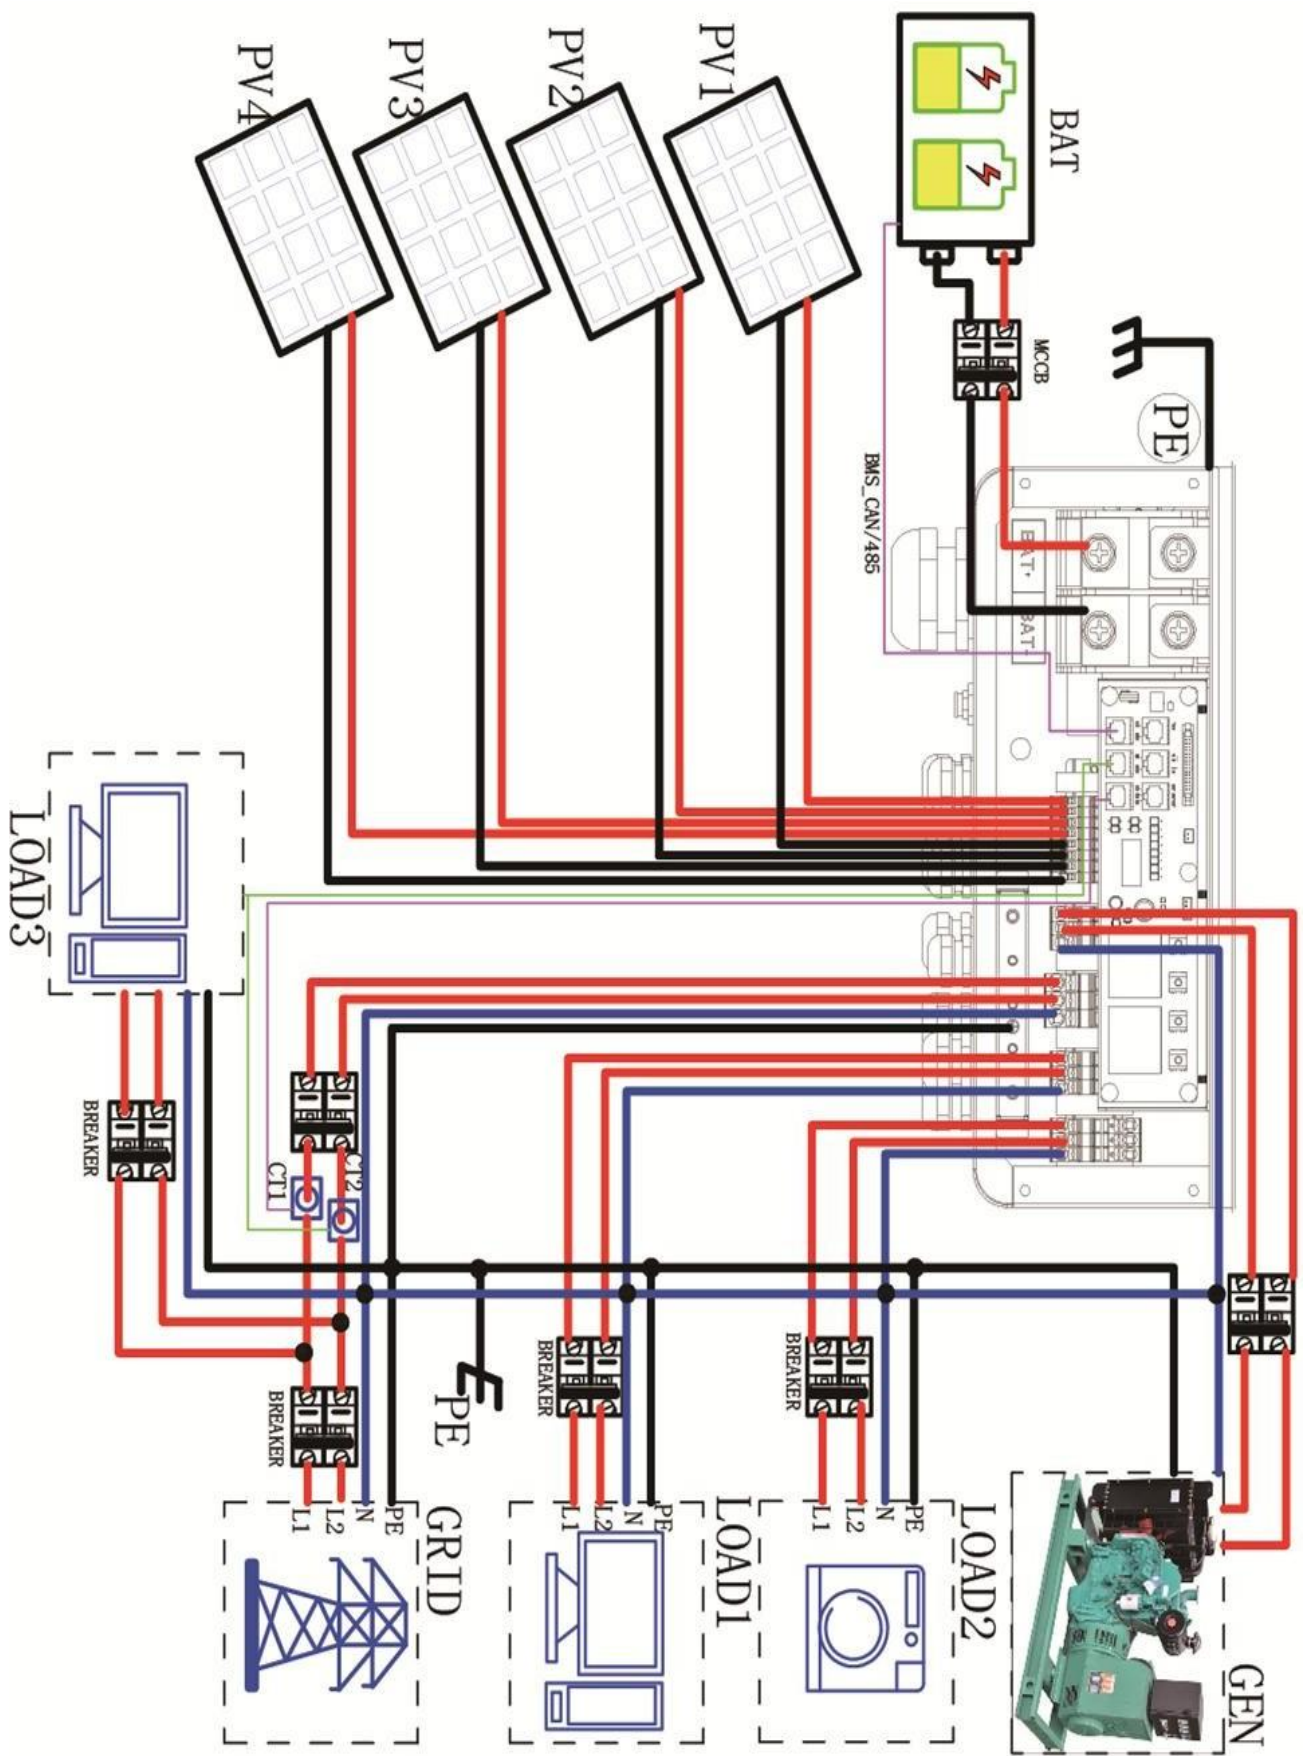 PV4
PV3
PV2
PV1
BAT
MCCB
PE
BMS_CAN/485
BAT+
BAT-
LOAD3
BREAKER
CT1
CT2
BREAKER
PE
BREAKER
BREAKER
L1
L2
N
PE
GRID
L1
L2
N
PE
LOAD1
L1
L2
N
PE
LOAD2
GEN